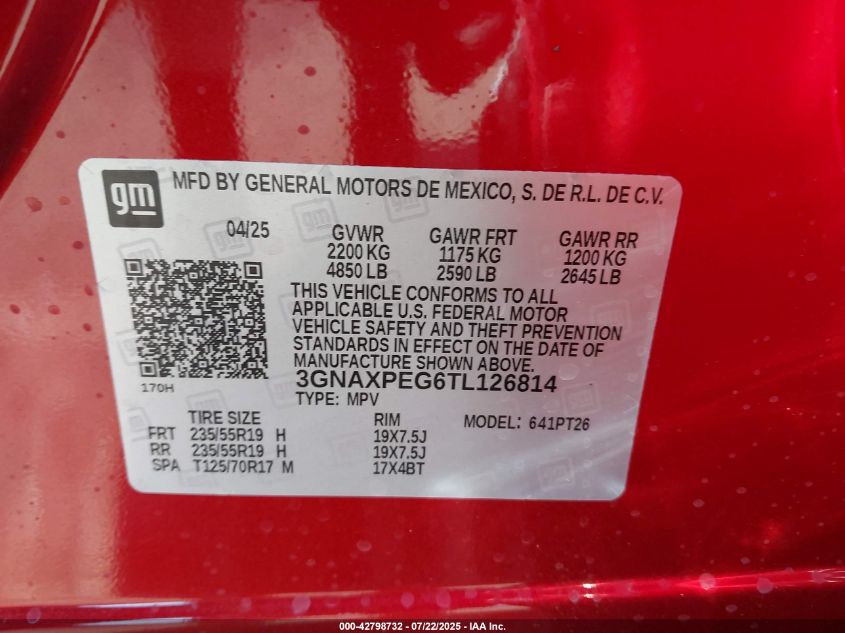 gm
MFD BY GENERAL MOTORS DE MEXICO, S. DE R.L. DE C.V.
04/25
GVWR GAWR FRT GAWR RR
2200 KG 1175 KG 1200 KG
4850 LB 2590 LB 2645 LB
THIS VEHICLE CONFORMS TO ALL
APPLICABLE U.S. FEDERAL MOTOR
VEHICLE SAFETY AND THEFT PREVENTION
STANDARDS IN EFFECT ON THE DATE OF
MANUFACTURE SHOWN ABOVE.
170H
3GNAXPEG6TL126814
TYPE: MPV
TIRE SIZE RIM MODEL: 641PT26
FRT 235/55R19 H 19X7.5J
RR 235/55R19 H 19X7.5J
SPA T125/70R17 M 17X4BT
000-42798732 - 07/22/2025 - IAA Inc.